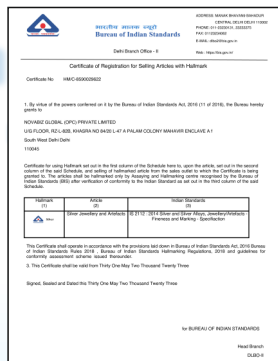 ADDRESS: MANAK BHAVAN9 BAHADUR
CENTRAL DELHI 110002
भारतीय मानक ब्यूरो
Bureau of Indian Standards
Delhi Branch Office - II
Certificate of Registration for Selling Articles with Hallmark
Certificate No HM/C-
1. By virtue of the powers conferred on it by the Bureau of Indian Standards Act, 2016 (11 of 2016), the Bureau hereby
grants to
NOVABIZ GLOBAL (OPC) PRIVATE LIMITED
U/G FLOOR, RZ-L-92B, KHASRA NO 84/20 L-47 A PALAM COLONY MAHAVIR ENCLAVE A1
South West Delhi Delhi
110045
Certificate for using Hallmark set out in the first column of the Schedule here to, upon the article, set out in the second
column of the said Schedule, and selling of hallmarked article from the sales outlet to which the Certificate is being
granted to. The articles shall be hallmarked only by Assaying and Hallmarking centre recognised by the Bureau of
Indian Standards (BIS) after verification of conformity to the Indian Standard as set out in the third column of the said
Schedule.
Hallmark Article Indian Standards
(1) (2) (3)
Silver Jewellery and Artefacts IS 2112 : 2014 Silver and Silver Alloys, Jewellery/Artefacts -
Fineness and Marking - Specification
This Certificate shall operate in accordance with the provisions laid down in Bureau of Indian Standards Act, 2016 Bureau
of Indian Standards Rules 2018 , Bureau of Indian Standards Hallmarking Regulations, 2018 and guidelines for
conformity assessment scheme issued thereunder.
3. This Certificate shall be valid from Thirty One May Two Thousand Twenty Three
Signed, Sealed and Dated this Thirty One May Two Thousand Twenty Three
for BUREAU OF INDIAN STANDARDS
Head Branch
DLBO-II